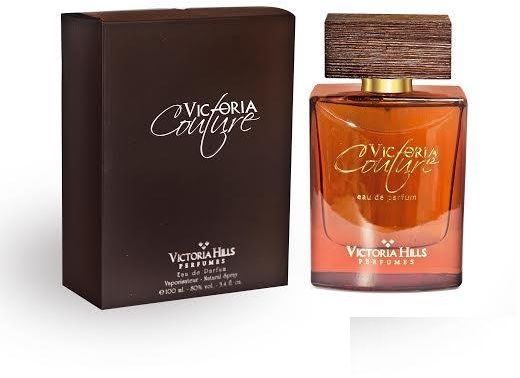 VICTORIA
Couture
VICTORIA HILLS
PERFUMES
Eau de Parfum
Vaporisateur - Natural Spray
e 100 ml. - 80% vol. - 3.4 fl. oz.
VICTORIA
Couture
eau de parfum
VICTORIA HILLS
PERFUMES